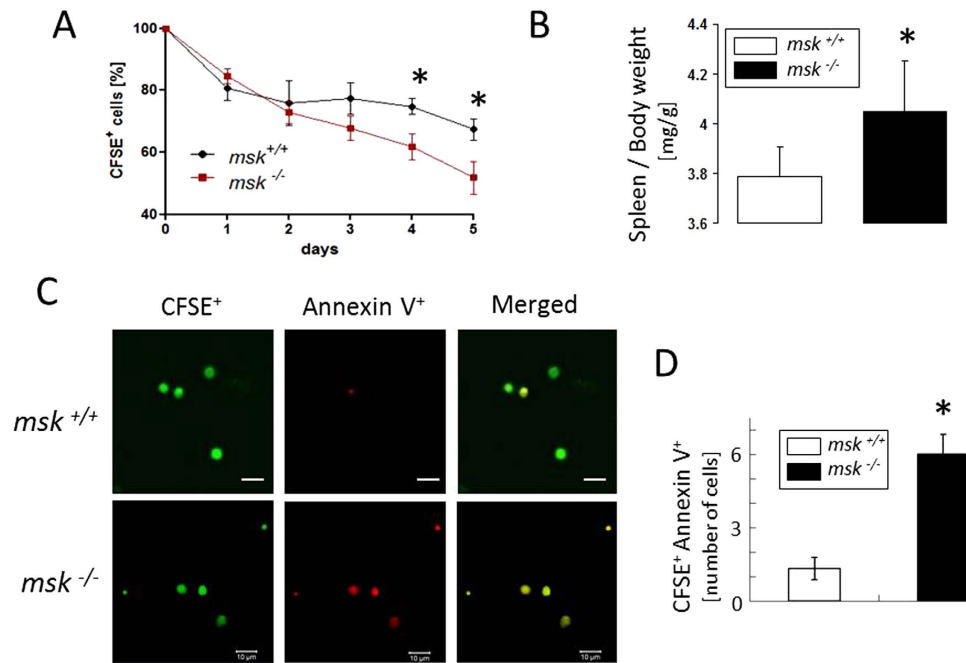 A
CFSE+ cells [%]
100
80
60
40
0
1
2
3
4
5
days
*
*
msk+/+
msk -/-
B
Spleen / Body weight
[mg/g]
4.4
4.2
4
3.8
3.6
msk +/+
msk -/-
*
C
CFSE+
Annexin V+
Merged
msk +/+
msk -/-
10 µm
10 µm
10 µm
D
CFSE+ Annexin V+
[number of cells]
6
3
0
msk +/+
msk -/-
*